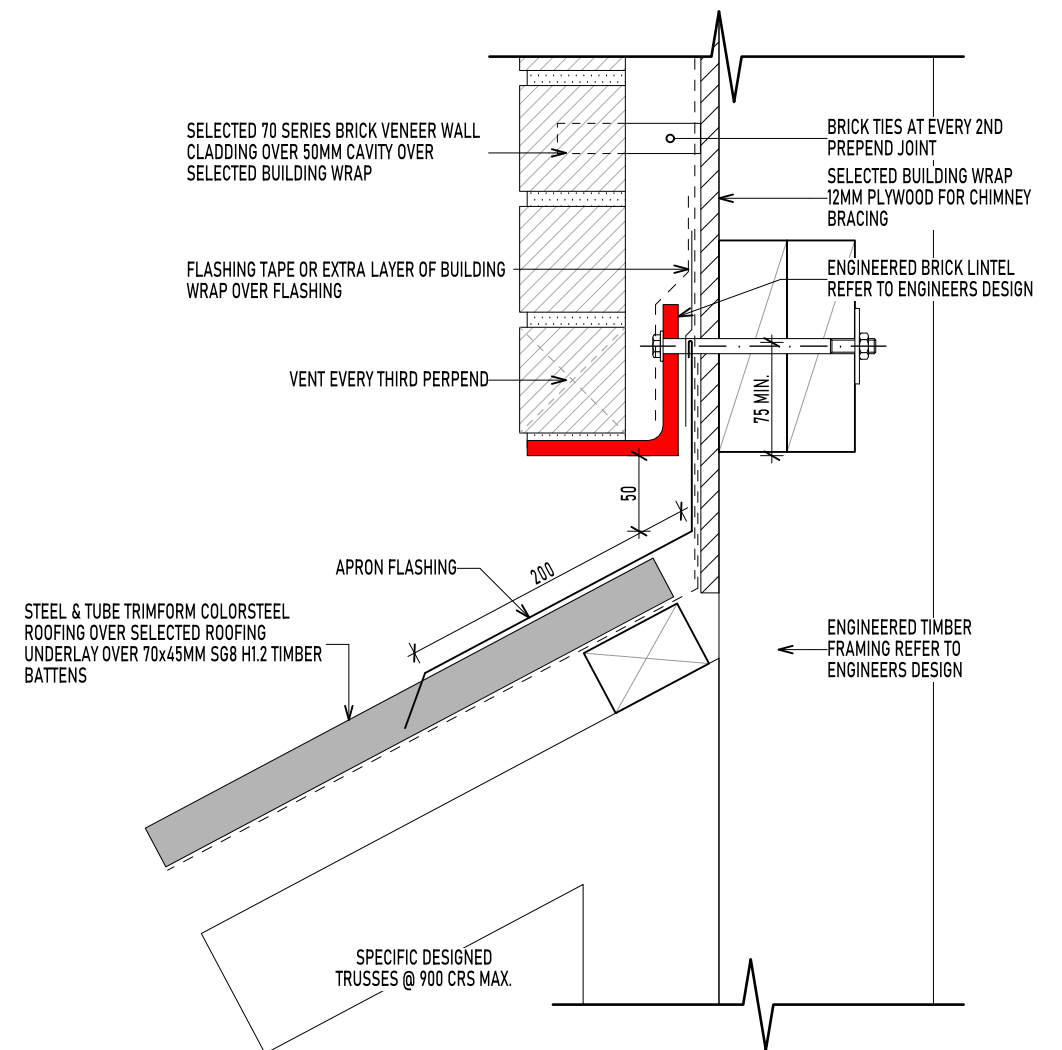 SELECTED 70 SERIES BRICK VENEER WALL
CLADDING OVER 50MM CAVITY OVER
SELECTED BUILDING WRAP
BRICK TIES AT EVERY 2ND
PREPEND JOINT
SELECTED BUILDING WRAP
12MM PLYWOOD FOR CHIMNEY
BRACING
FLASHING TAPE OR EXTRA LAYER OF BUILDING
WRAP OVER FLASHING
ENGINEERED BRICK LINTEL
REFER TO ENGINEERS DESIGN
VENT EVERY THIRD PERPEND
75 MIN.
50
200
APRON FLASHING
STEEL & TUBE TRIMFORM COLORSTEEL
ROOFING OVER SELECTED ROOFING
UNDERLAY OVER 70x45MM SG8 H1.2 TIMBER
BATTENS
ENGINEERED TIMBER
FRAMING REFER TO
ENGINEERS DESIGN
SPECIFIC DESIGNED
TRUSSES @ 900 CRS MAX.